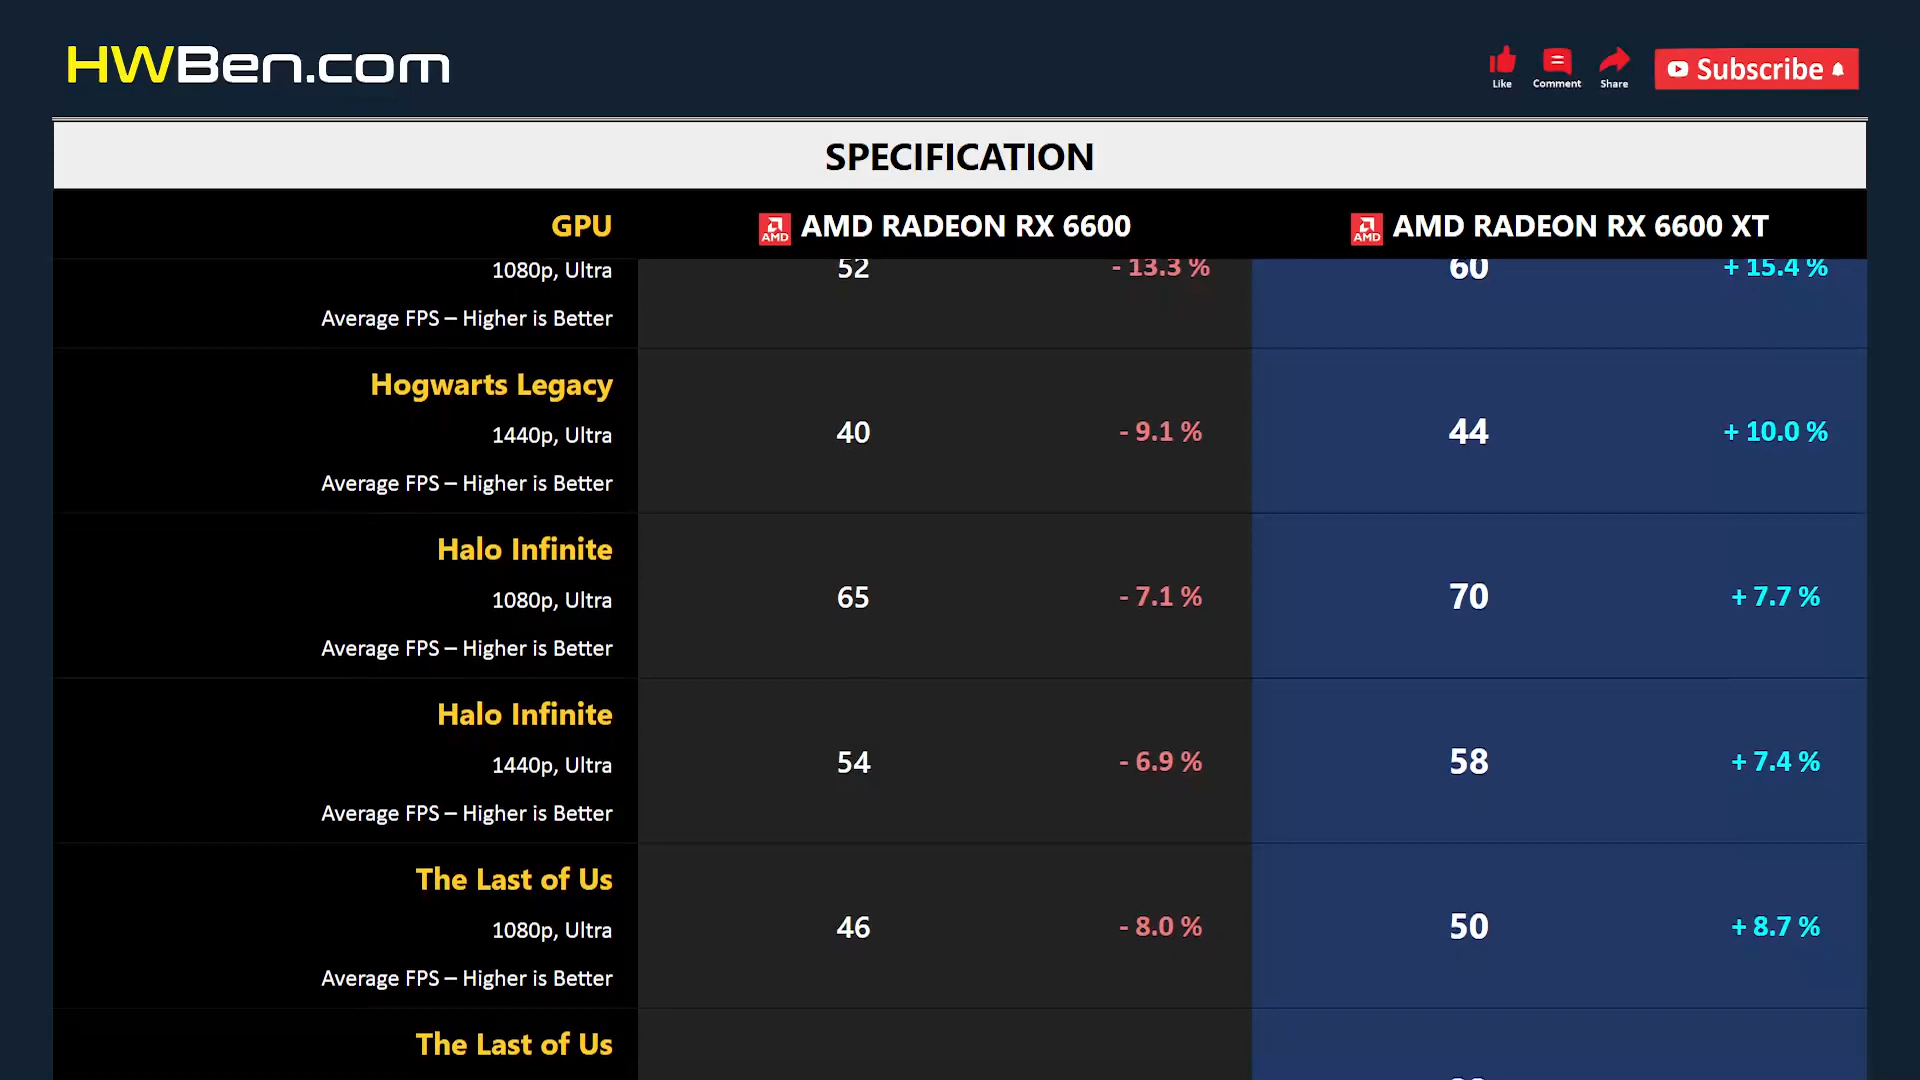 HWBen.com
Like Comment Share Subscribe
SPECIFICATION
GPU AMD AMD RADEON RX 6600 AMD AMD RADEON RX 6600 XT
1080p, Ultra 52 - 13.3 % 60 + 15.4 %
Average FPS – Higher is Better
Hogwarts Legacy
1440p, Ultra 40 - 9.1 % 44 + 10.0 %
Average FPS – Higher is Better
Halo Infinite
1080p, Ultra 65 - 7.1 % 70 + 7.7 %
Average FPS – Higher is Better
Halo Infinite
1440p, Ultra 54 - 6.9 % 58 + 7.4 %
Average FPS – Higher is Better
The Last of Us
1080p, Ultra 46 - 8.0 % 50 + 8.7 %
Average FPS – Higher is Better
The Last of Us